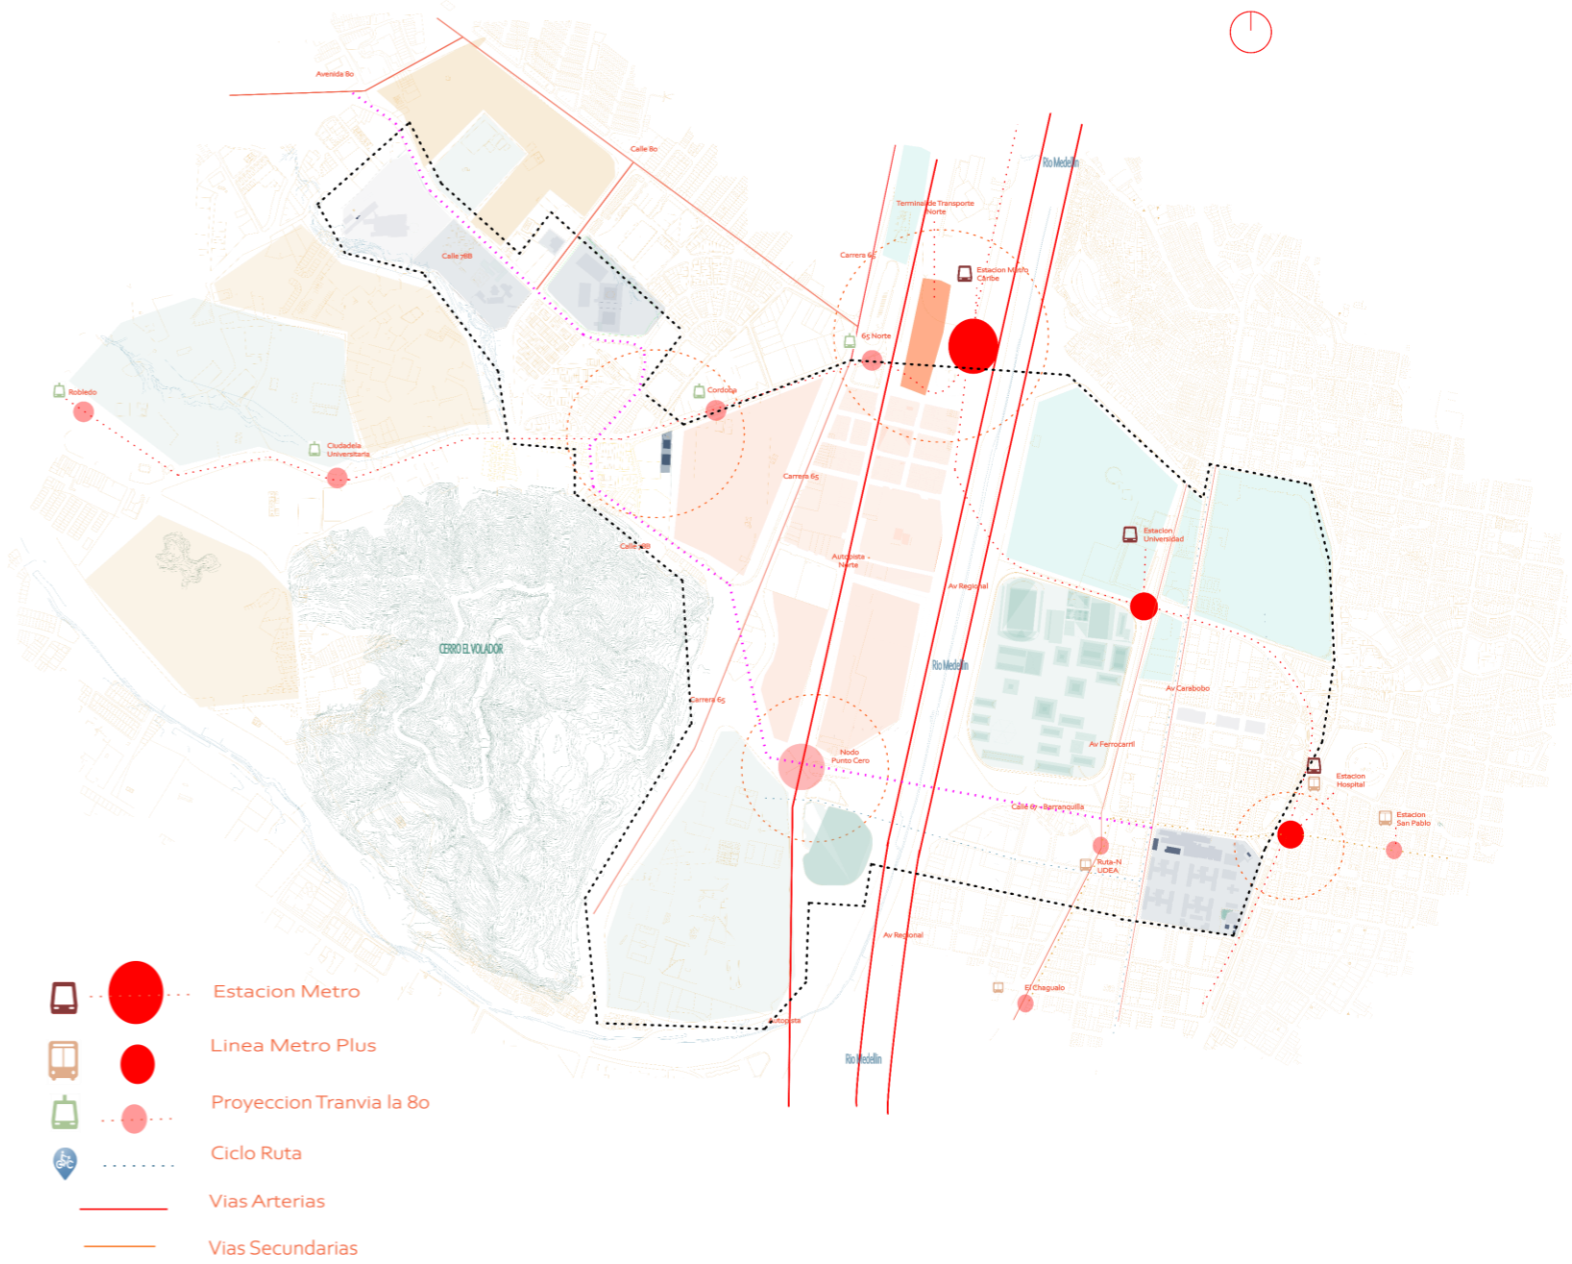 Avenida 80
Calle 80
Rio Medellin
Terminal de Transporte
Norte
Carrera 65
Calle 78B
Estacion Metro
Caribe
65 Norte
Robledo
Cordoba
Ciudadela
Universitaria
Carrera 65
Estacion
Universidad
Calle 78B
Autopista
Norte
Av Regional
CERRO EL VOLADOR
Rio Medellin
Av Carabobo
Carrera 65
Av Ferrocarril
Nodo
Punto Cero
Estacion
Hospital
Calle 67 - Barranquilla
Estacion
San Pablo
Ruta-N
UDEA
Av Regional
El Chagualo
Autopista
Rio Medellin
Estacion Metro
Linea Metro Plus
Proyeccion Tranvia la 80
Ciclo Ruta
Vias Arterias
Vias Secundarias